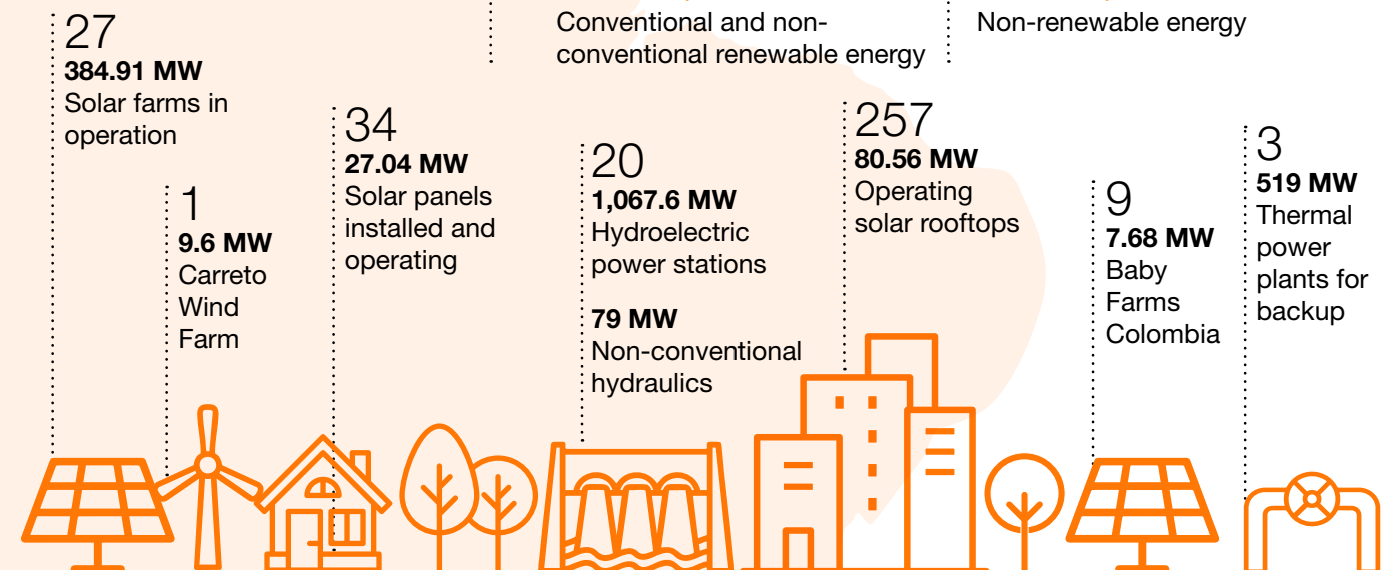 Conventional and non-
conventional renewable energy
Non-renewable energy
27
384.91 MW
Solar farms in
operation
1
9.6 MW
Carreto
Wind
Farm
34
27.04 MW
Solar panels
installed and
operating
20
1,067.6 MW
Hydroelectric
power stations
79 MW
Non-conventional
hydraulics
257
80.56 MW
Operating
solar rooftops
9
7.68 MW
Baby
Farms
Colombia
3
519 MW
Thermal
power
plants for
backup